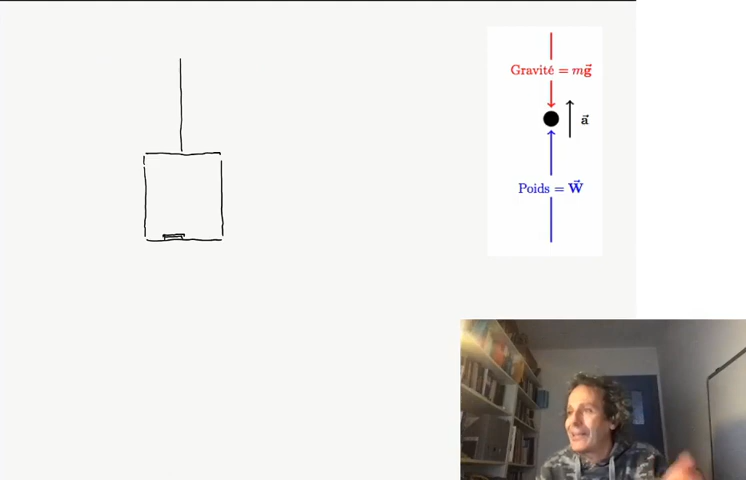 Gravité = mg⃗
a⃗
Poids = W⃗